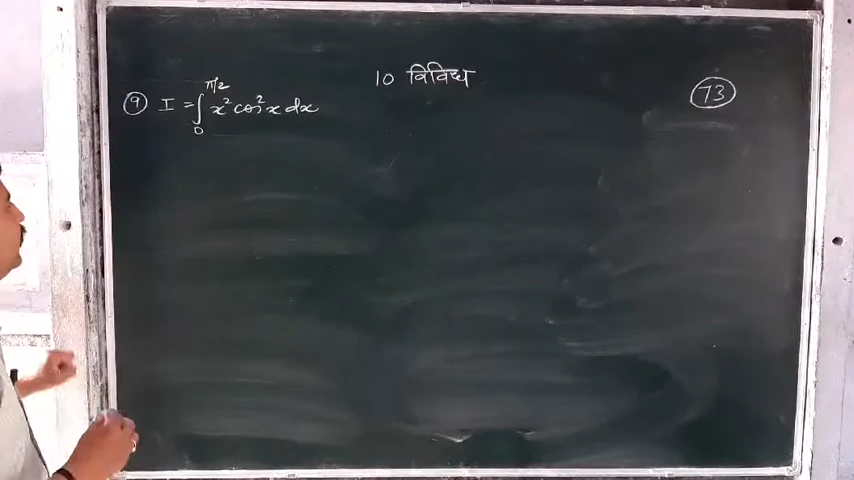 10 विविध
73
⑨ I = ∫₀^{π/2} x² cos² x dx